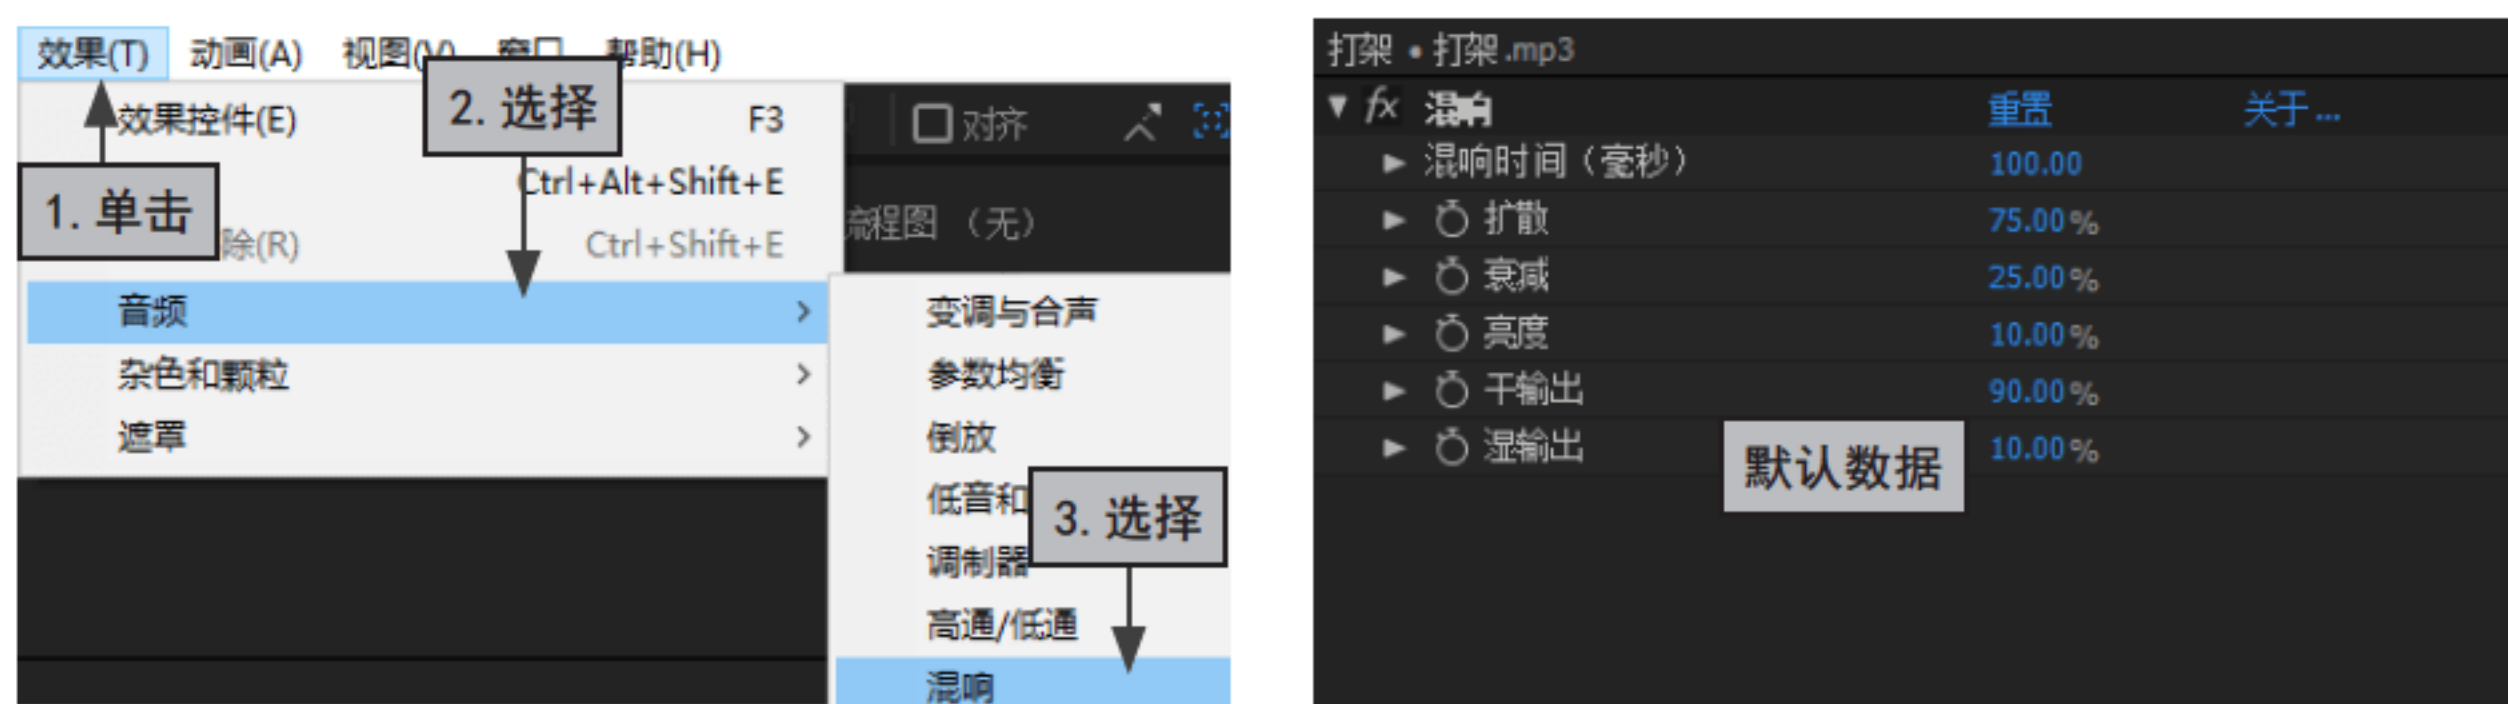 效果(T) 动画(A) 视图(V) 窗口 帮助(H)
效果控件(E) F3
2. 选择
对齐
Ctrl+Alt+Shift+E
1. 单击
除(R) Ctrl+Shift+E
流程图 (无)
音频
杂色和颗粒
遮罩
变调与合声
参数均衡
倒放
低音和
3. 选择
调制器
高通/低通
混响
打架 • 打架.mp3
fx 混响 重置 关于...
混响时间(毫秒) 100.00
扩散 75.00%
衰减 25.00%
亮度 10.00%
干输出 90.00%
湿输出 10.00%
默认数据